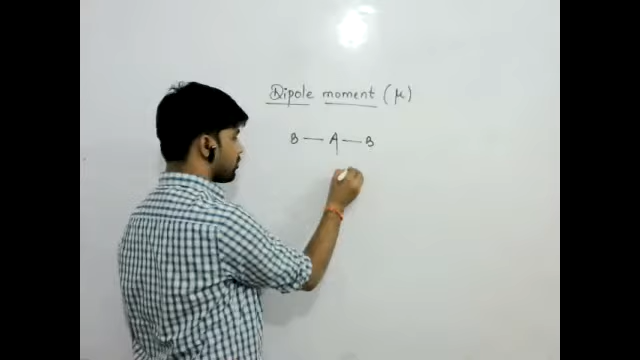 Dipole moment (μ)
B — A — B